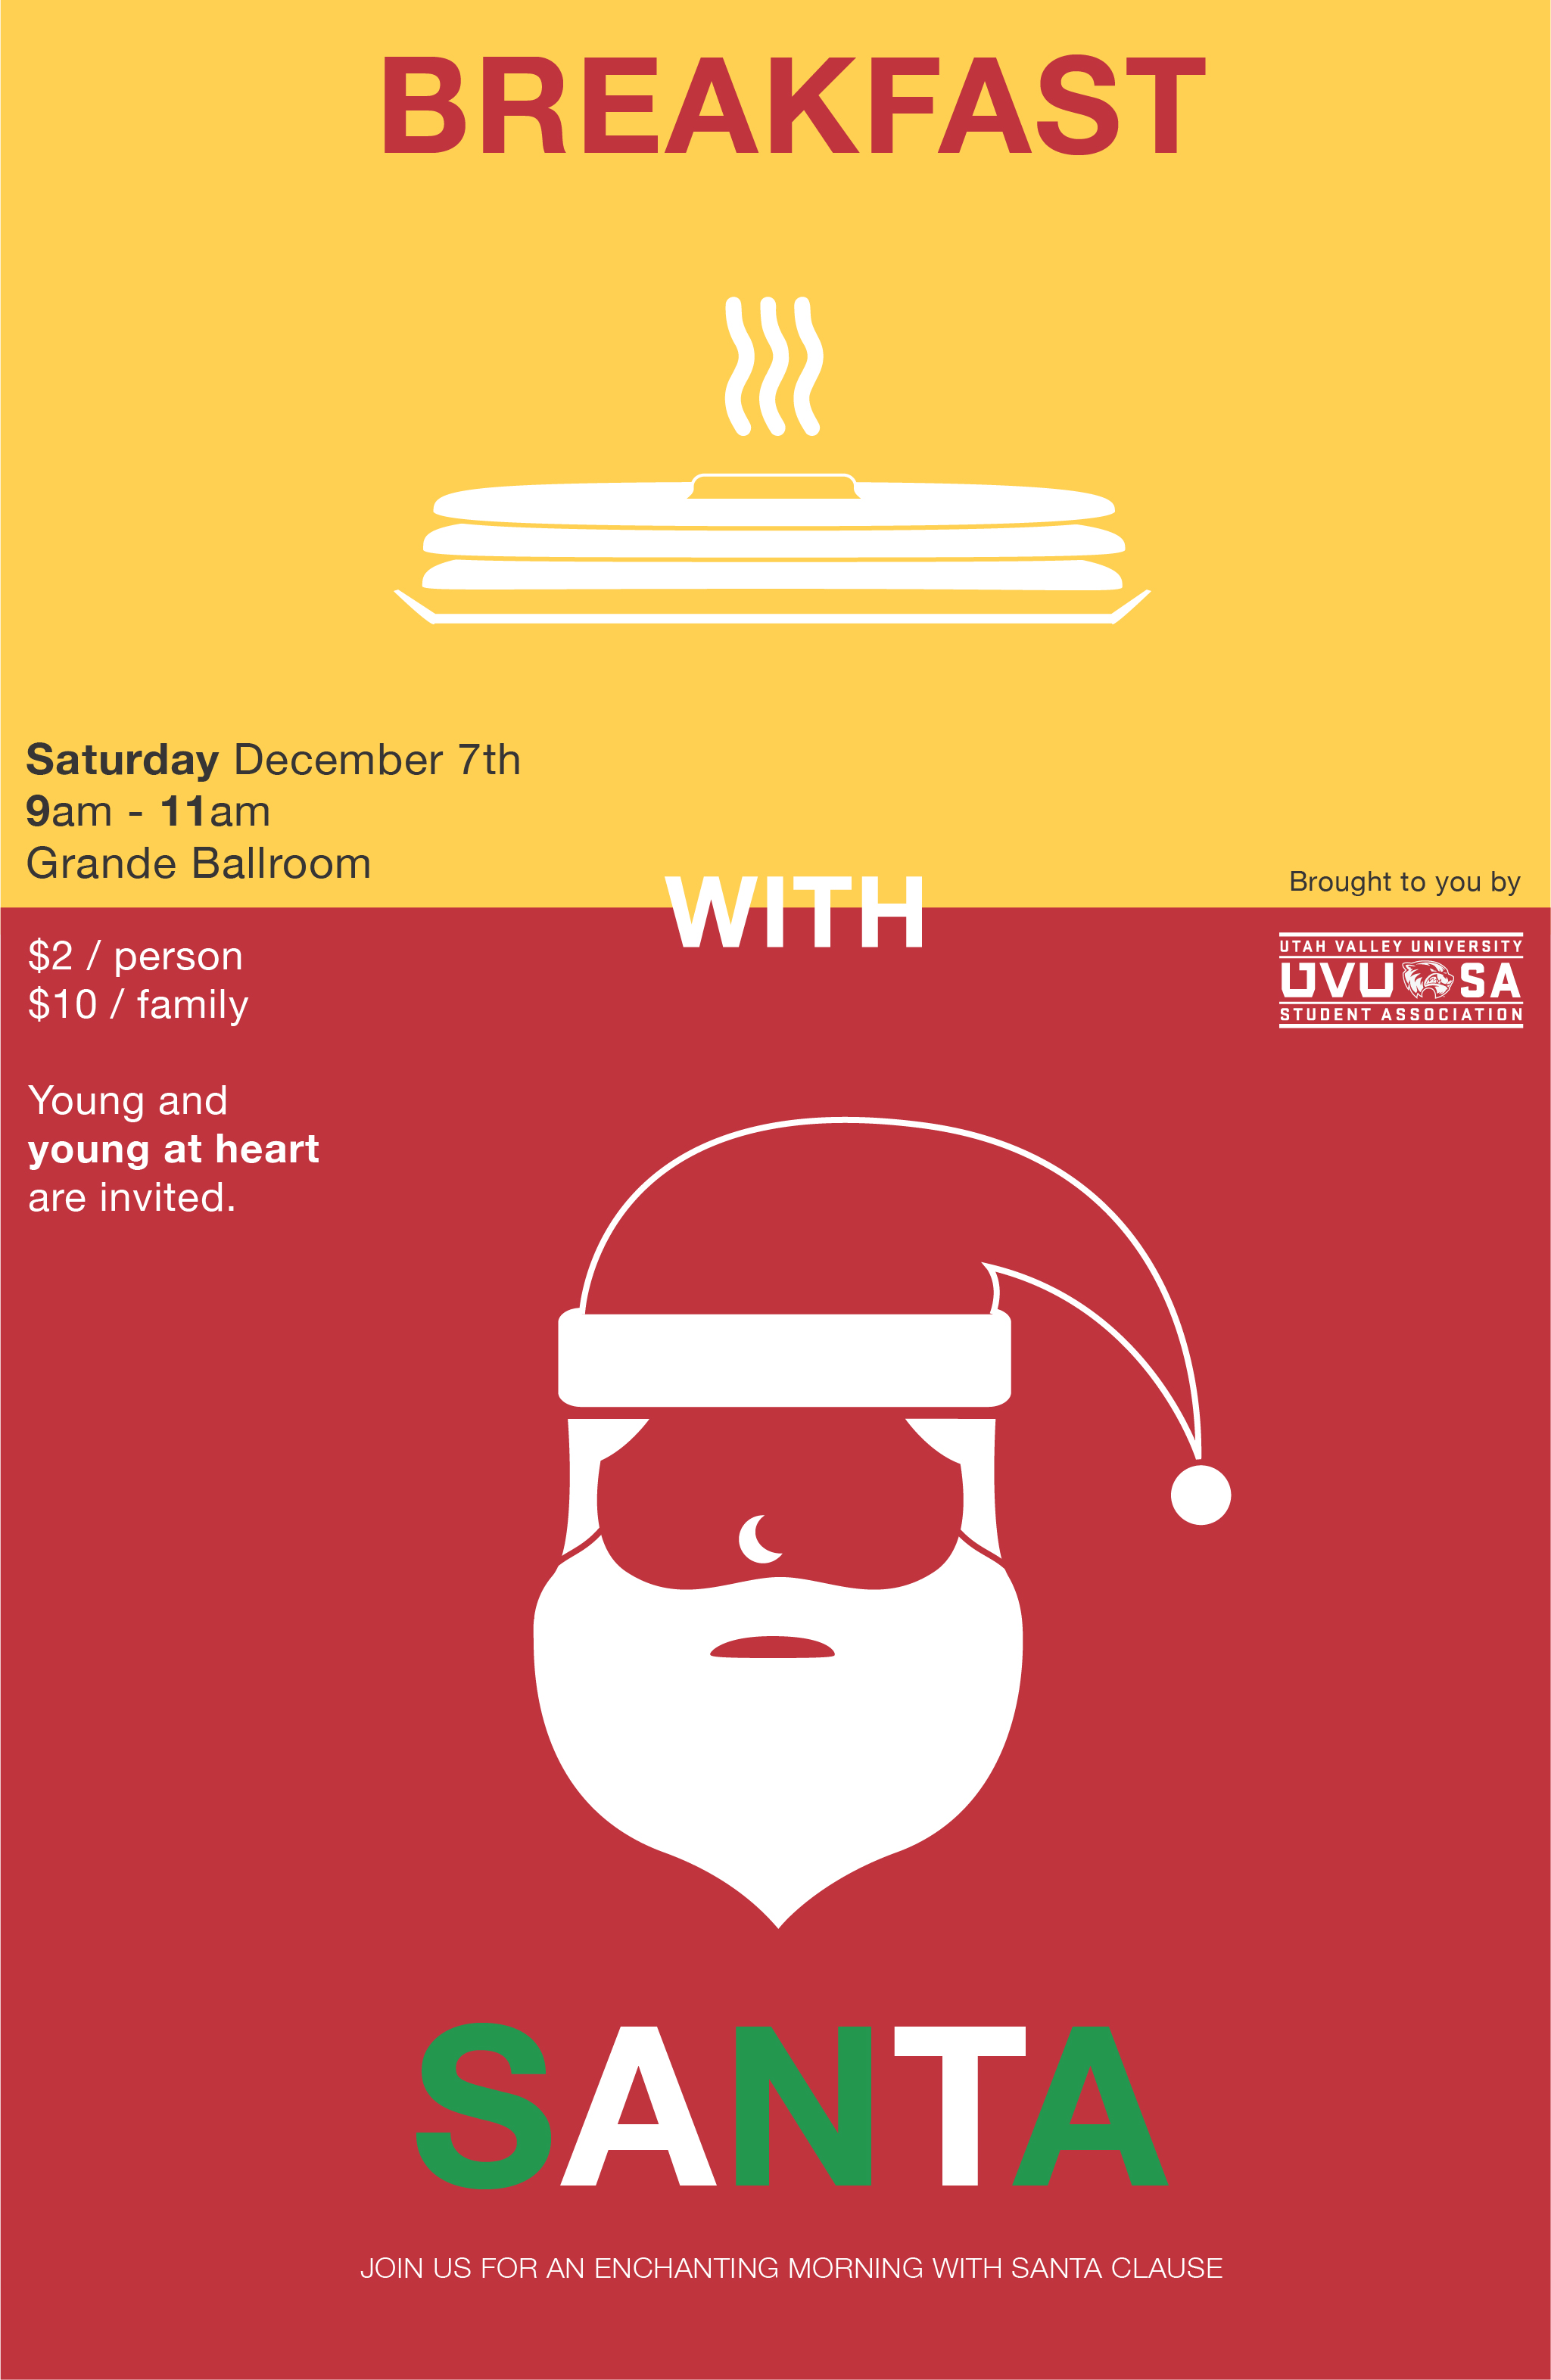 BREAKFAST
Saturday December 7th
9am - 11am
Grande Ballroom
WITH
Brought to you by
UTAH VALLEY UNIVERSITY
UVU SA
STUDENT ASSOCIATION
$2 / person
$10 / family
Young and
young at heart
are invited.
SANTA
JOIN US FOR AN ENCHANTING MORNING WITH SANTA CLAUSE